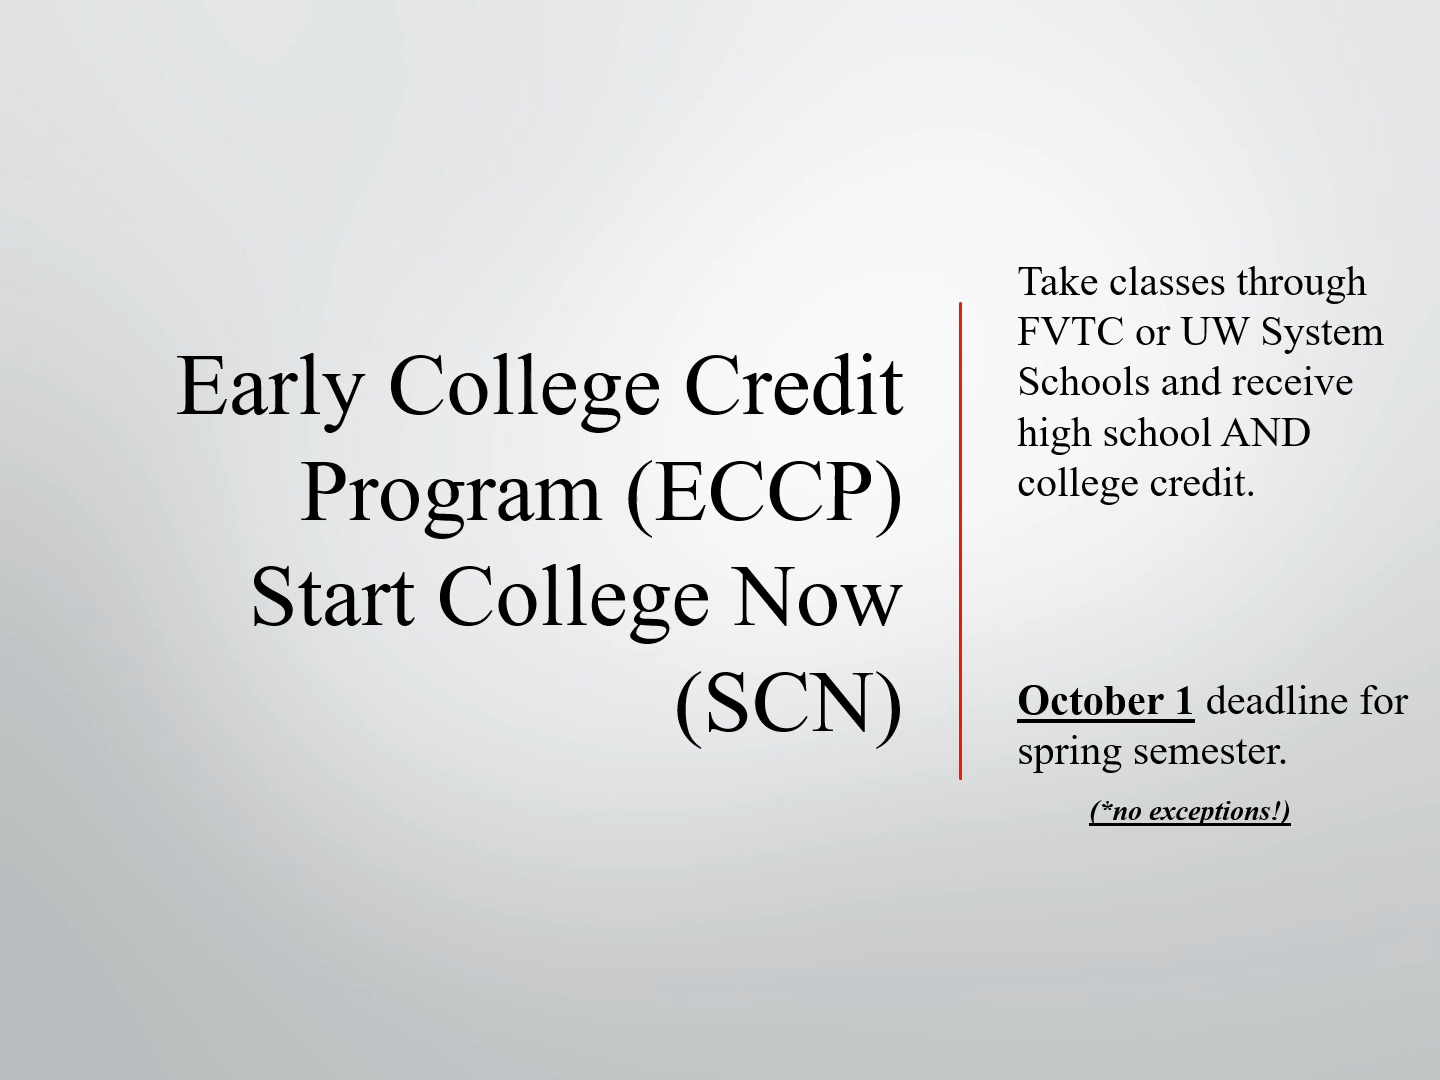 Early College Credit
Program (ECCP)
Start College Now
(SCN)
Take classes through
FVTC or UW System
Schools and receive
high school AND
college credit.
October 1 deadline for
spring semester.
(*no exceptions!)